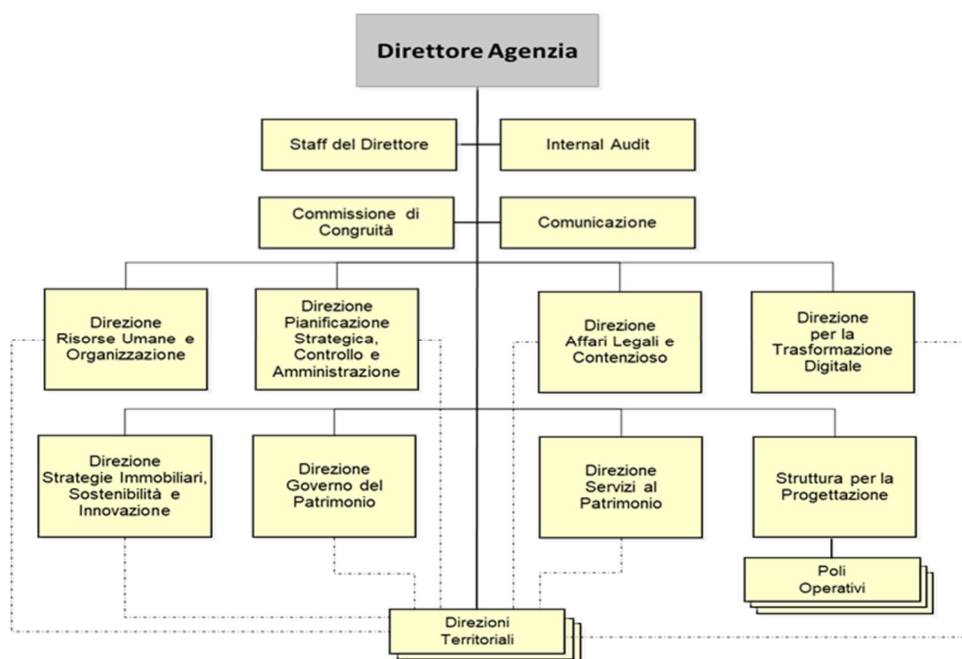 Direttore Agenzia
Staff del Direttore
Internal Audit
Commissione di
Congruità
Comunicazione
Direzione
Risorse Umane e
Organizzazione
Direzione
Pianificazione
Strategica,
Controllo e
Amministrazione
Direzione
Affari Legali e
Contenzioso
Direzione
per la
Trasformazione
Digitale
Direzione
Strategie Immobiliari,
Sostenibilità e
Innovazione
Direzione
Governo del
Patrimonio
Direzione
Servizi al
Patrimonio
Struttura per la
Progettazione
Poli
Operativi
Direzioni
Territoriali